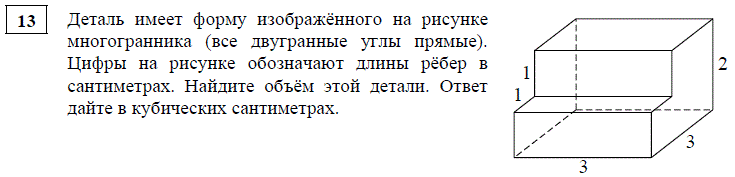 13
Деталь имеет форму изображённого на рисунке
многогранника (все двугранные углы прямые).
Цифры на рисунке обозначают длины рёбер в
сантиметрах. Найдите объём этой детали. Ответ
дайте в кубических сантиметрах.
1
2
1
3
3